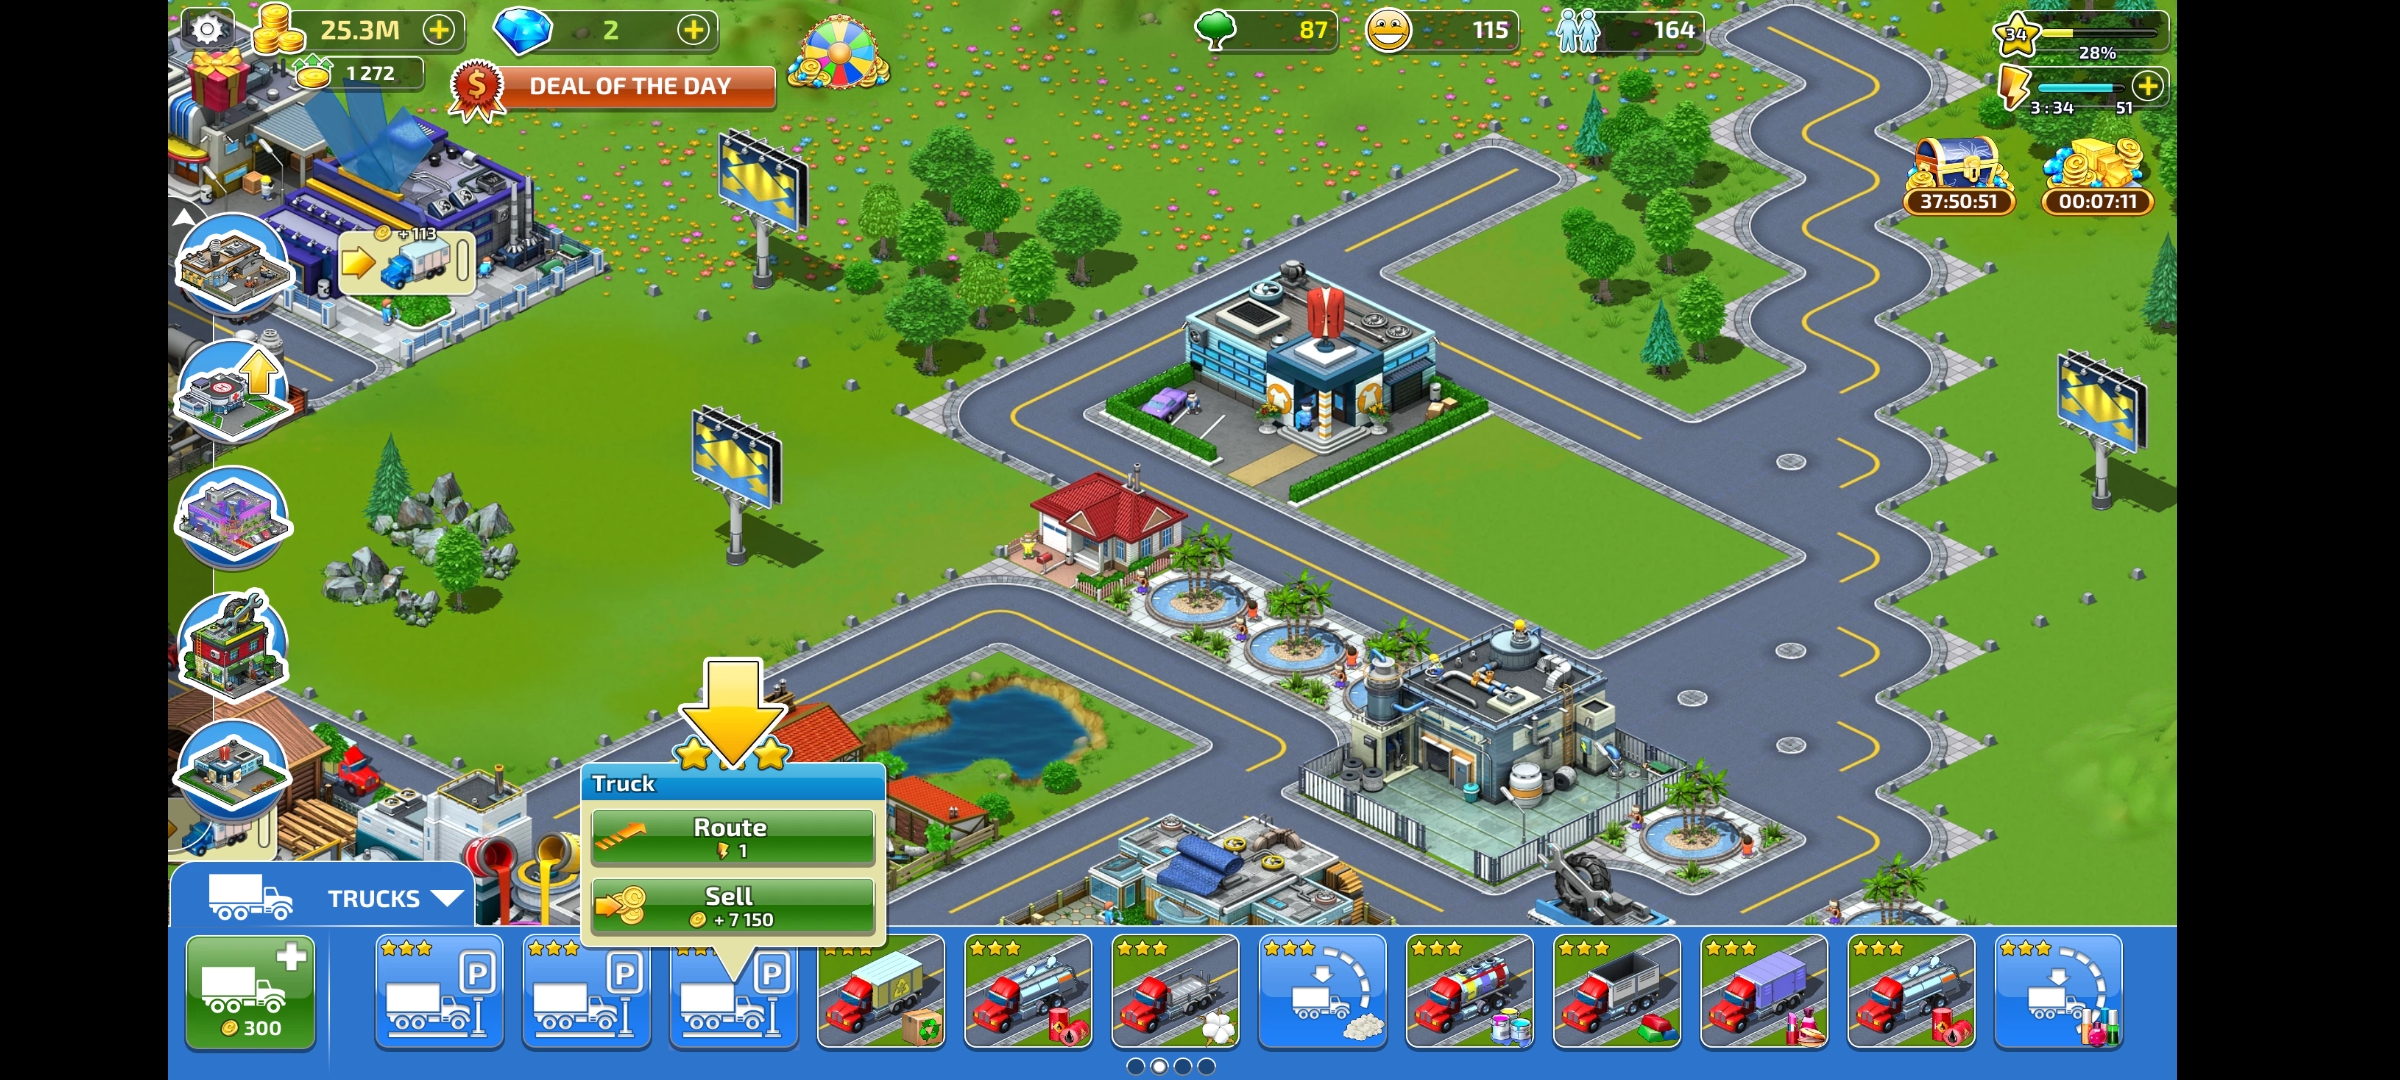 25.3M
2
87
115
164
34
28%
1 272
DEAL OF THE DAY
3:34
51
37:50:51
00:07:11
+113
Truck
Route
1
Sell
+7 150
TRUCKS
300
P
P
P